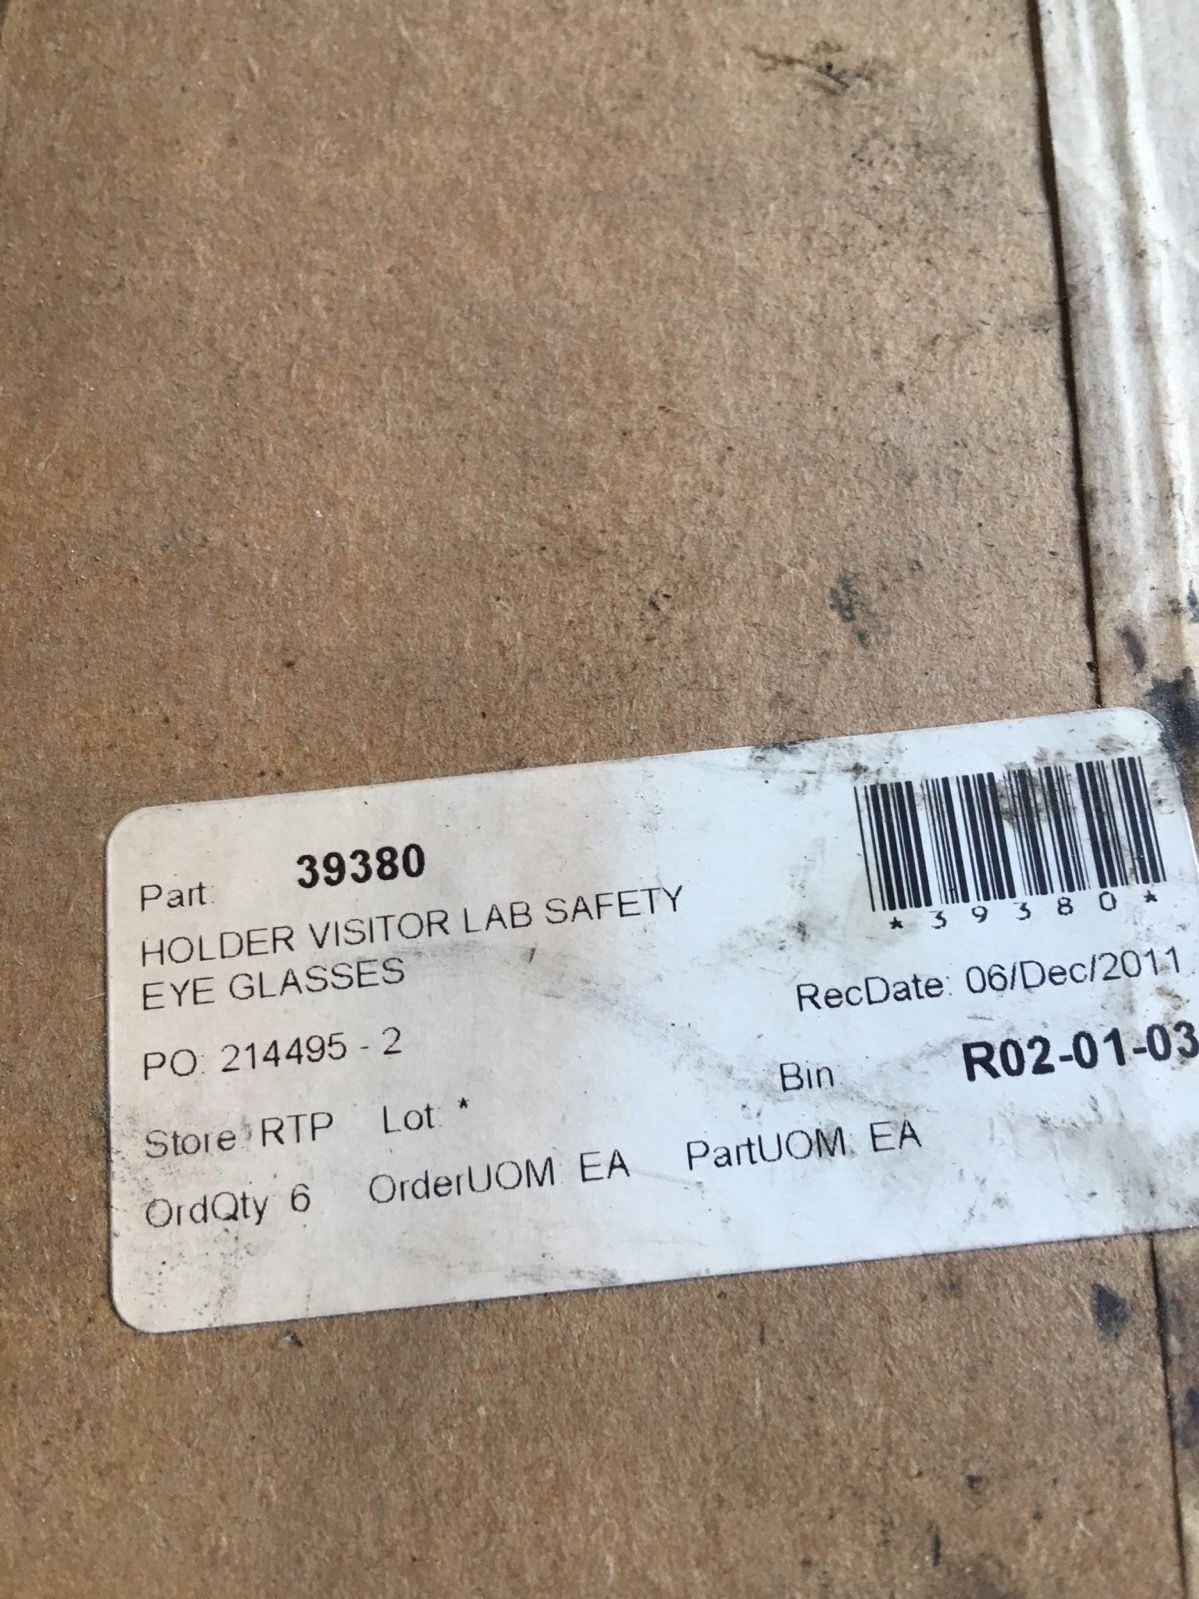 Part: 39380
HOLDER VISITOR LAB SAFETY
EYE GLASSES
*39380*
RecDate: 06/Dec/2011
PO: 214495 - 2
Bin R02-01-03
Store RTP Lot: *
OrdQty 6 OrderUOM EA PartUOM: EA